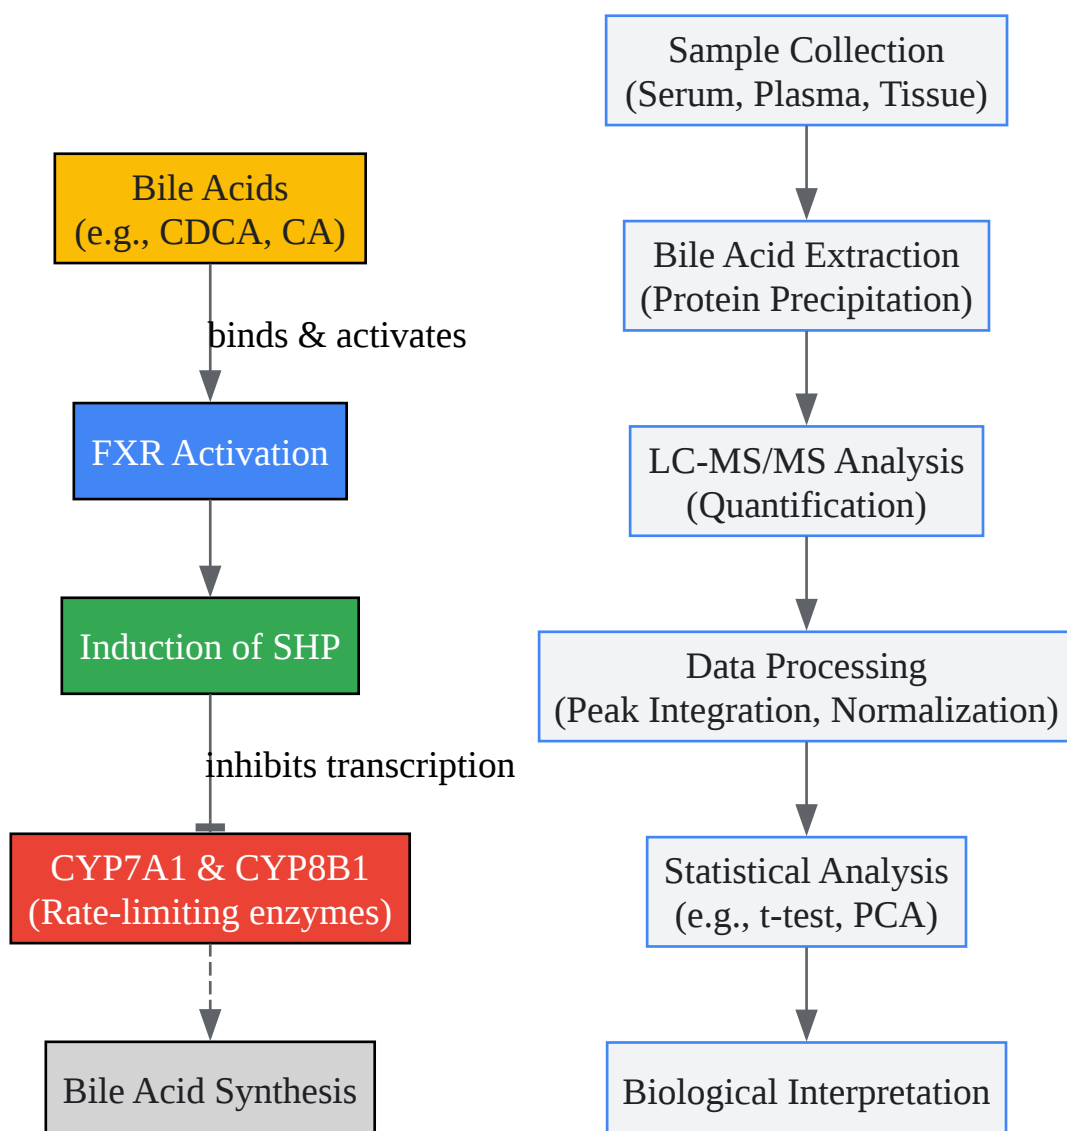 Bile Acids
(e.g., CDCA, CA)
binds & activates
FXR Activation
Induction of SHP
inhibits transcription
CYP7A1 & CYP8B1
(Rate-limiting enzymes)
Bile Acid Synthesis
Sample Collection
(Serum, Plasma, Tissue)
Bile Acid Extraction
(Protein Precipitation)
LC-MS/MS Analysis
(Quantification)
Data Processing
(Peak Integration, Normalization)
Statistical Analysis
(e.g., t-test, PCA)
Biological Interpretation